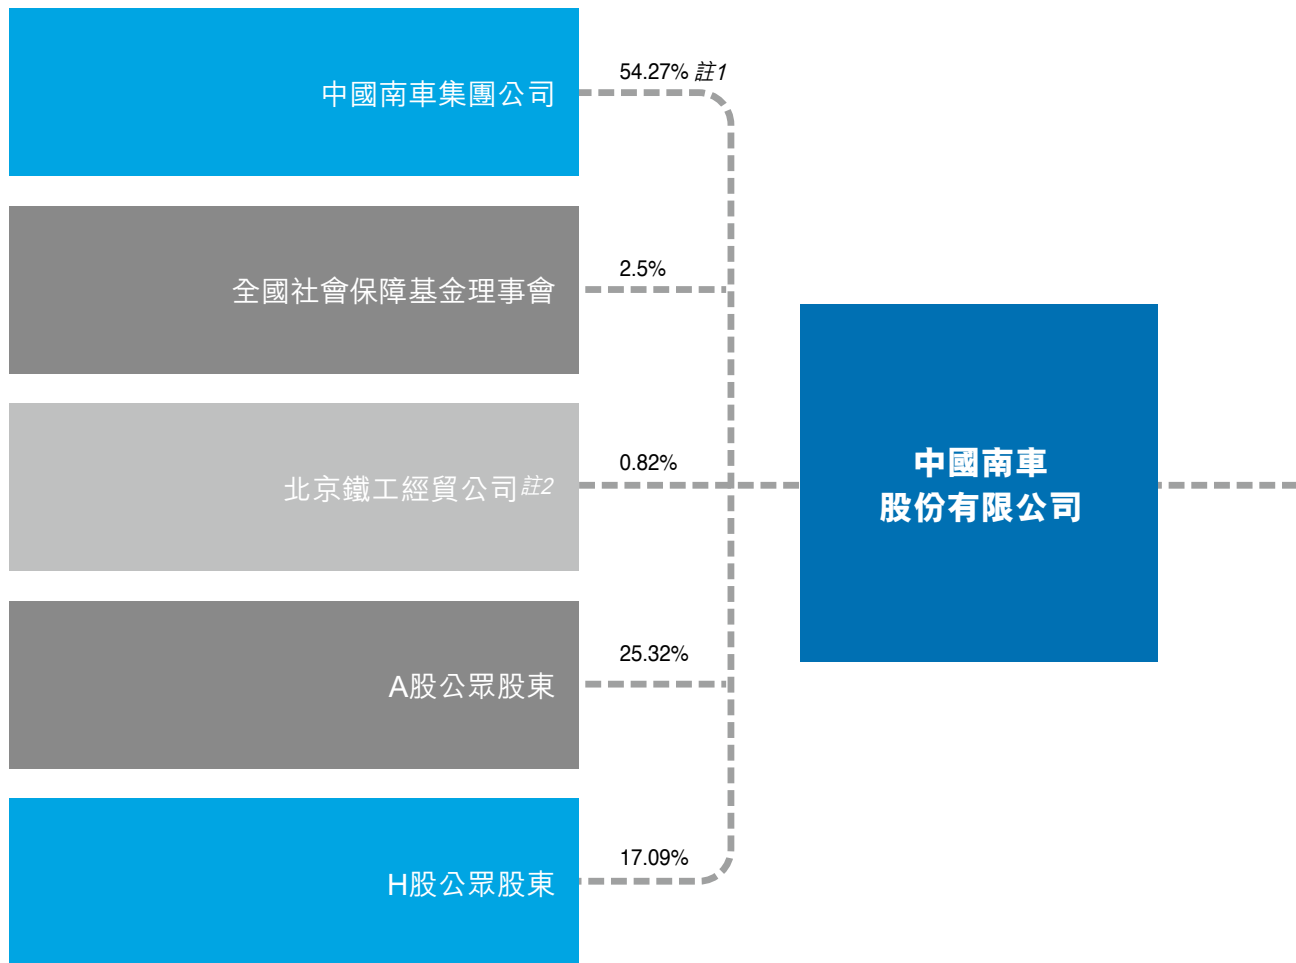 中國南車集團公司
54.27% 註1
全國社會保障基金理事會
2.5%
北京鐵工經貿公司註2
0.82%
A股公眾股東
25.32%
H股公眾股東
17.09%
中國南車
股份有限公司